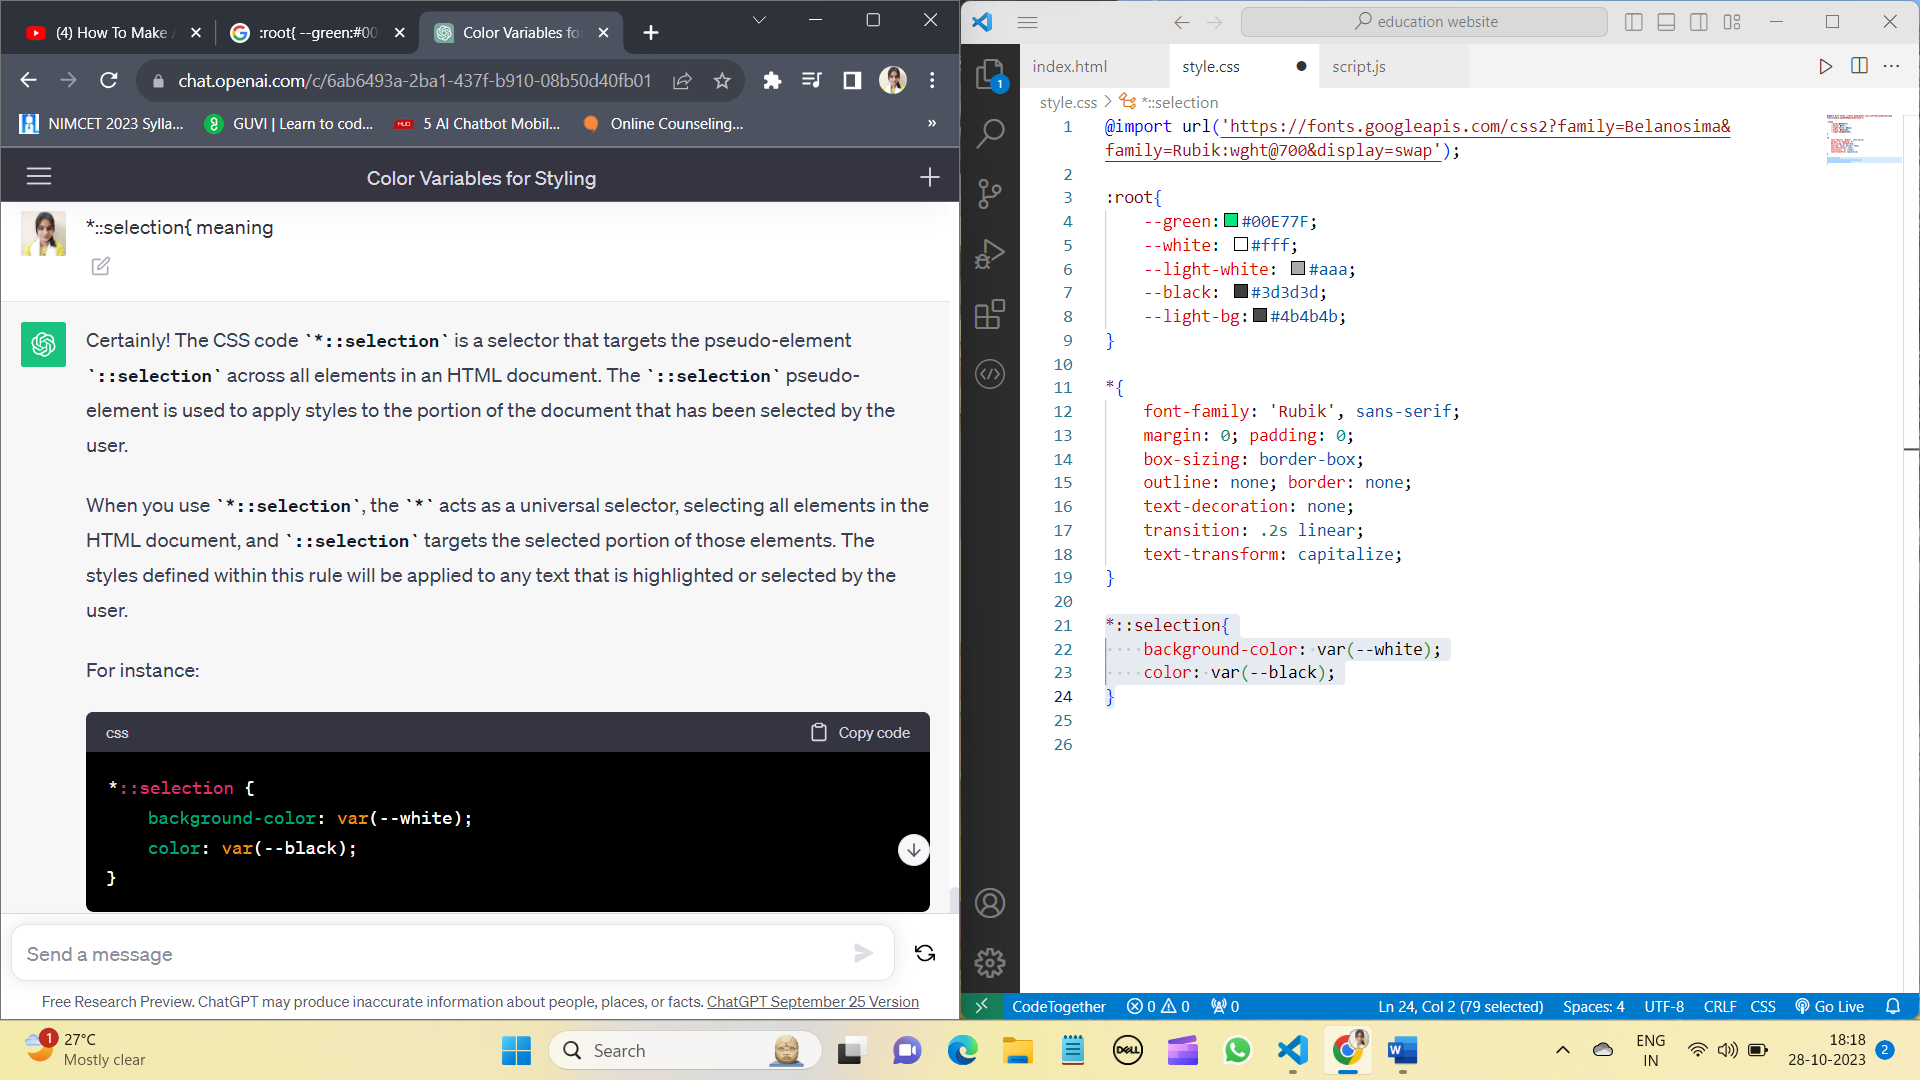 (4) How To Make
:root{ --green:#00
Color Variables fo
chat.openai.com/c/6ab6493a-2ba1-437f-b910-08b50d40fb01
NIMCET 2023 Sylla...
GUVI | Learn to cod...
5 AI Chatbot Mobil...
Online Counseling...
»
Color Variables for Styling
*::selection{ meaning
Certainly! The CSS code `*::selection` is a selector that targets the pseudo-element
`::selection` across all elements in an HTML document. The `::selection` pseudo-
element is used to apply styles to the portion of the document that has been selected by the
user.
When you use `*::selection`, the `*` acts as a universal selector, selecting all elements in the
HTML document, and `::selection` targets the selected portion of those elements. The
styles defined within this rule will be applied to any text that is highlighted or selected by the
user.
For instance:
css
Copy code
*::selection {
background-color: var(--white);
color: var(--black);
}
Send a message
Free Research Preview. ChatGPT may produce inaccurate information about people, places, or facts. ChatGPT September 25 Version
education website
1
index.html
style.css
script.js
style.css > *::selection
1 @import url('https://fonts.googleapis.com/css2?family=Belanosima&
family=Rubik:wght@700&display=swap');
2
3 :root{
4 --green: #00E77F;
5 --white: #fff;
6 --light-white: #aaa;
7 --black: #3d3d3d;
8 --light-bg: #4b4b4b;
9 }
10
11 *{
12 font-family: 'Rubik', sans-serif;
13 margin: 0; padding: 0;
14 box-sizing: border-box;
15 outline: none; border: none;
16 text-decoration: none;
17 transition: .2s linear;
18 text-transform: capitalize;
19 }
20
21 *::selection{
22 background-color: var(--white);
23 color: var(--black);
24 }
25
26
CodeTogether
0 0
0
Ln 24, Col 2 (79 selected)
Spaces: 4
UTF-8
CRLF
CSS
Go Live
1
27°C
Mostly clear
Search
DELL
ENG
IN
18:18
28-10-2023
2